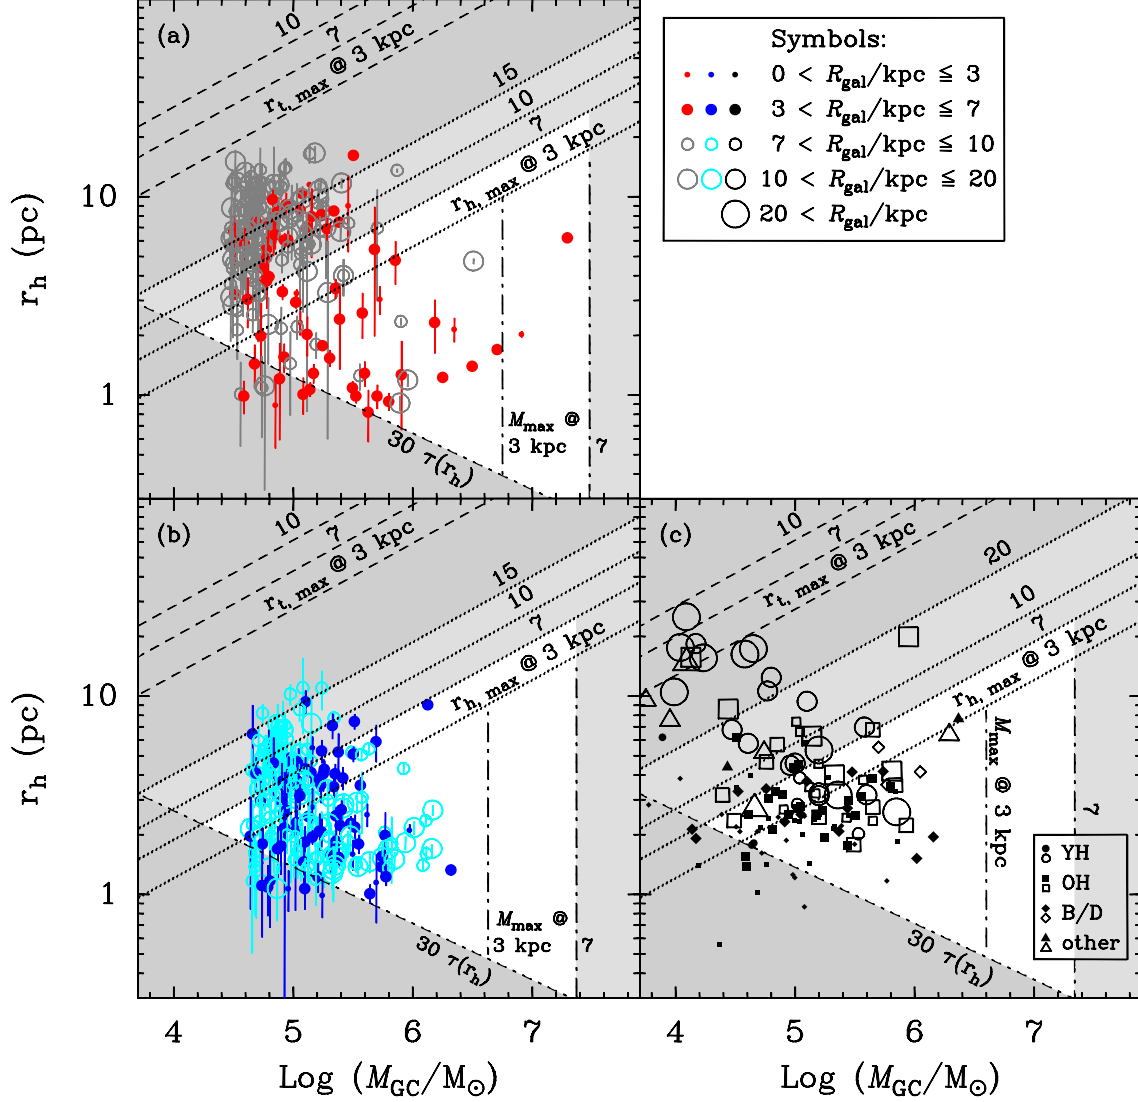 (a)
10
7
r_t, max @ 3 kpc
15
10
7
r_h, max @ 3 kpc
10
1
r_h (pc)
M_max @
3 kpc
7
30 τ(r_h)
Symbols:
0 < R_gal/kpc ≦ 3
3 < R_gal/kpc ≦ 7
7 < R_gal/kpc ≦ 10
10 < R_gal/kpc ≦ 20
20 < R_gal/kpc
(b)
10
7
r_t, max @ 3 kpc
15
10
7
r_h, max @ 3 kpc
10
1
r_h (pc)
M_max @
3 kpc
7
30 τ(r_h)
4 5 6 7
Log (M_GC/M_⊙)
(c)
10
7
r_t, max @ 3 kpc
20
10
7
r_h, max @ 3 kpc
M_max @ 3 kpc
7
30 τ(r_h)
YH
OH
B/D
other
4 5 6 7
Log (M_GC/M_⊙)